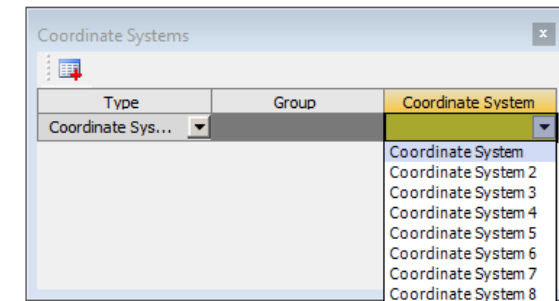 Coordinate Systems
x
Type Group Coordinate System
Coordinate Sys...
Coordinate System
Coordinate System 2
Coordinate System 3
Coordinate System 4
Coordinate System 5
Coordinate System 6
Coordinate System 7
Coordinate System 8